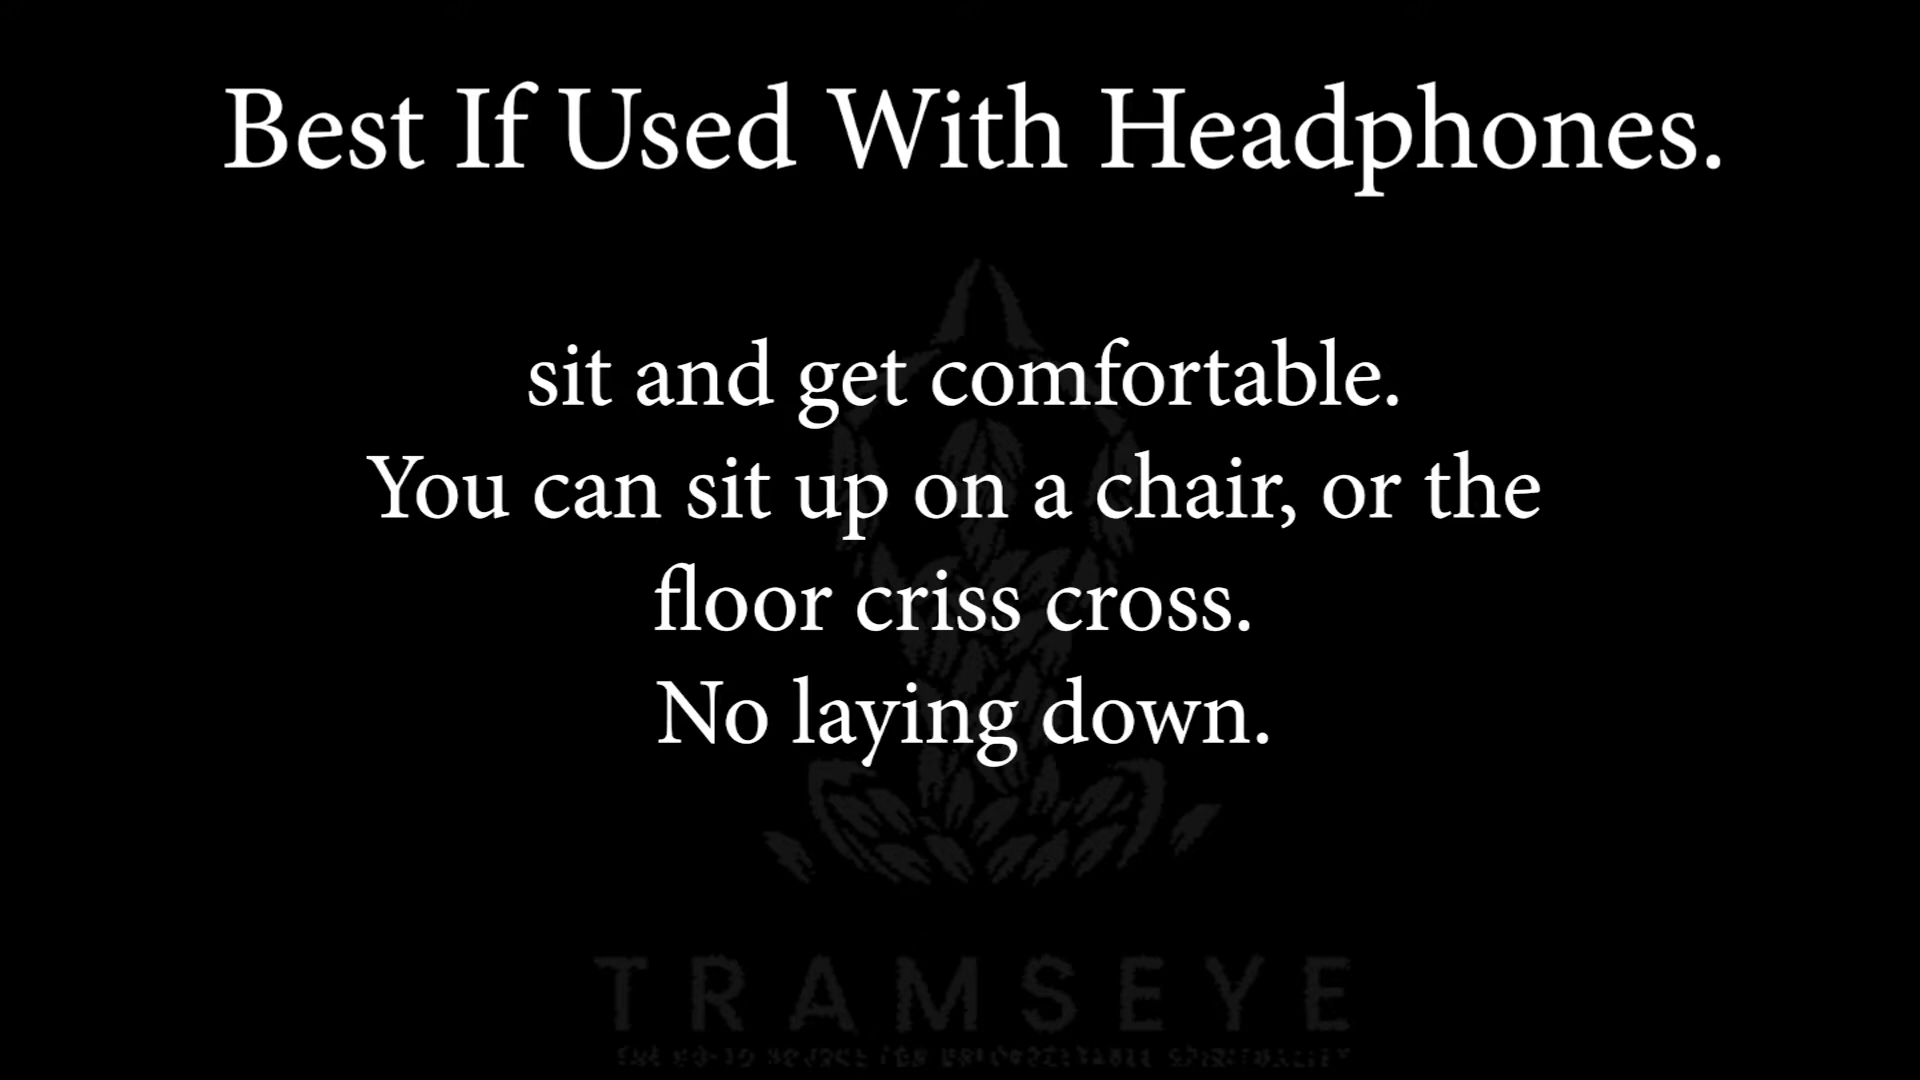 Best If Used With Headphones.
sit and get comfortable.
You can sit up on a chair, or the
floor criss cross.
No laying down.
TRAMSEYE